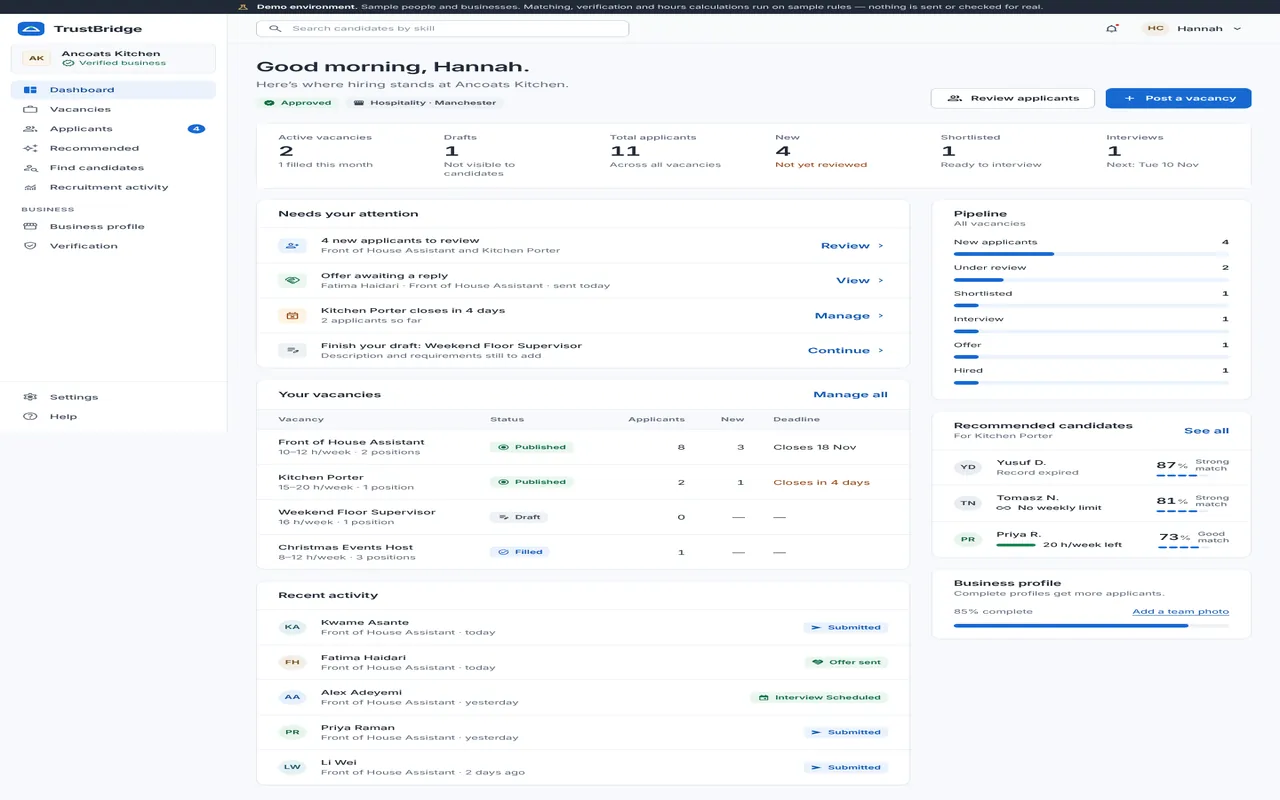 Demo environment. Sample people and businesses. Matching, verification and hours calculations run on sample rules — nothing is sent or checked for real.
TrustBridge
Search candidates by skill
HC Hannah
AK Ancoats Kitchen
Verified business
Dashboard
Vacancies
Applicants 4
Recommended
Find candidates
Recruitment activity
BUSINESS
Business profile
Verification
Settings
Help
Good morning, Hannah.
Here's where hiring stands at Ancoats Kitchen.
Approved
Hospitality · Manchester
Review applicants
+ Post a vacancy
Active vacancies
2
1 filled this month
Drafts
1
Not visible to
candidates
Total applicants
11
Across all vacancies
New
4
Not yet reviewed
Shortlisted
1
Ready to interview
Interviews
1
Next: Tue 10 Nov
Needs your attention
4 new applicants to review
Front of House Assistant and Kitchen Porter
Review >
Offer awaiting a reply
Fatima Haidari · Front of House Assistant · sent today
View >
Kitchen Porter closes in 4 days
2 applicants so far
Manage >
Finish your draft: Weekend Floor Supervisor
Description and requirements still to add
Continue >
Your vacancies
Manage all
Vacancy Status Applicants New Deadline
Front of House Assistant
10–12 h/week · 2 positions
Published 8 3 Closes 18 Nov
Kitchen Porter
15–20 h/week · 1 position
Published 2 1 Closes in 4 days
Weekend Floor Supervisor
16 h/week · 1 position
Draft 0 — —
Christmas Events Host
8–12 h/week · 3 positions
Filled 1 — —
Recent activity
KA Kwame Asante
Front of House Assistant · today
Submitted
FH Fatima Haidari
Front of House Assistant · today
Offer sent
AA Alex Adeyemi
Front of House Assistant · yesterday
Interview Scheduled
PR Priya Raman
Front of House Assistant · yesterday
Submitted
LW Li Wei
Front of House Assistant · 2 days ago
Submitted
Pipeline
All vacancies
New applicants 4
Under review 2
Shortlisted 1
Interview 1
Offer 1
Hired 1
Recommended candidates
For Kitchen Porter
See all
YD Yusuf D.
Record expired
87% Strong
match
TN Tomasz N.
No weekly limit
81% Strong
match
PR Priya R.
20 h/week left
73% Good
match
Business profile
Complete profiles get more applicants.
85% complete Add a team photo